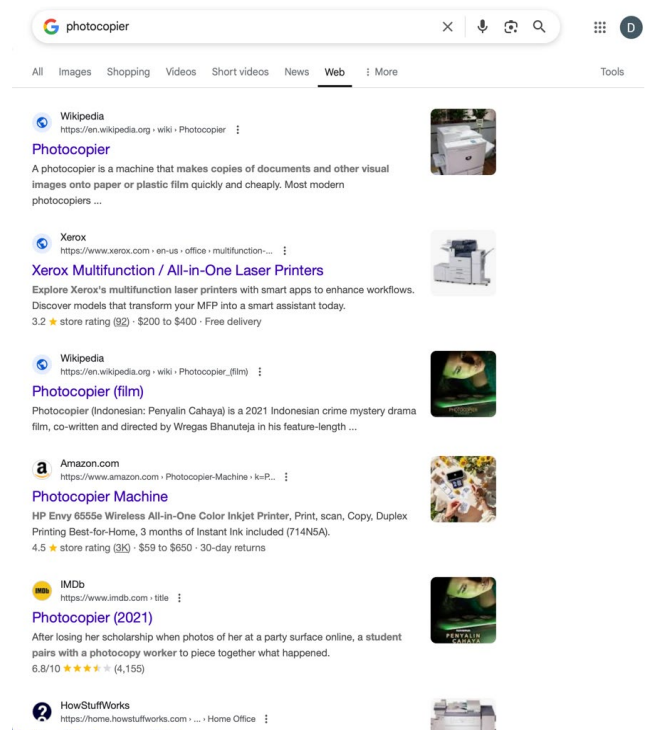 photocopier
D
All Images Shopping Videos Short videos News Web More Tools
Wikipedia
https://en.wikipedia.org › wiki › Photocopier
Photocopier
A photocopier is a machine that makes copies of documents and other visual
images onto paper or plastic film quickly and cheaply. Most modern
photocopiers ...
Xerox
https://www.xerox.com › en-us › office › multifunction-...
Xerox Multifunction / All-in-One Laser Printers
Explore Xerox's multifunction laser printers with smart apps to enhance workflows.
Discover models that transform your MFP into a smart assistant today.
3.2 ★ store rating (92) · $200 to $400 · Free delivery
Wikipedia
https://en.wikipedia.org › wiki › Photocopier_(film)
Photocopier (film)
Photocopier (Indonesian: Penyalin Cahaya) is a 2021 Indonesian crime mystery drama
film, co-written and directed by Wregas Bhanuteja in his feature-length ...
Amazon.com
https://www.amazon.com › Photocopier-Machine › k=P...
Photocopier Machine
HP Envy 6555e Wireless All-in-One Color Inkjet Printer, Print, scan, Copy, Duplex
Printing Best-for-Home, 3 months of Instant Ink included (714N5A).
4.5 ★ store rating (3K) · $59 to $650 · 30-day returns
IMDb
IMDb
https://www.imdb.com › title
Photocopier (2021)
After losing her scholarship when photos of her at a party surface online, a student
pairs with a photocopy worker to piece together what happened.
6.8/10 ★★★★★ (4,155)
PENYALIN
CAHAYA
HowStuffWorks
https://home.howstuffworks.com › ... › Home Office